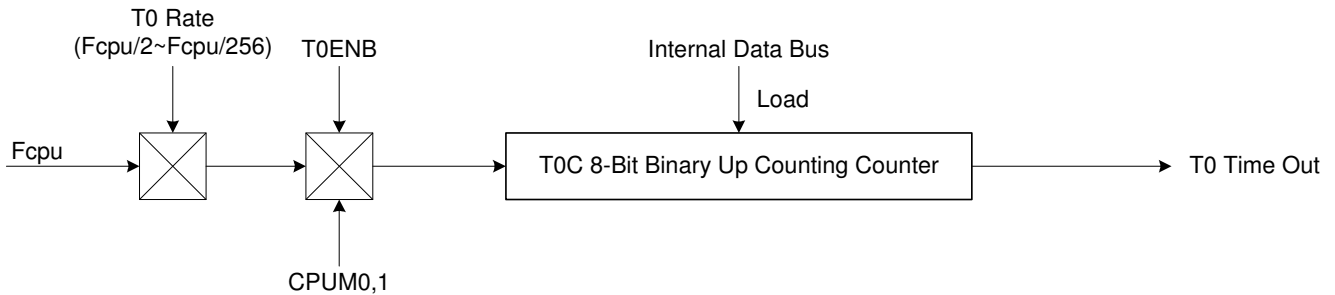 T0 Rate
(Fcpu/2~Fcpu/256)
T0ENB
Internal Data Bus
Load
Fcpu
T0C 8-Bit Binary Up Counting Counter
T0 Time Out
CPUM0,1